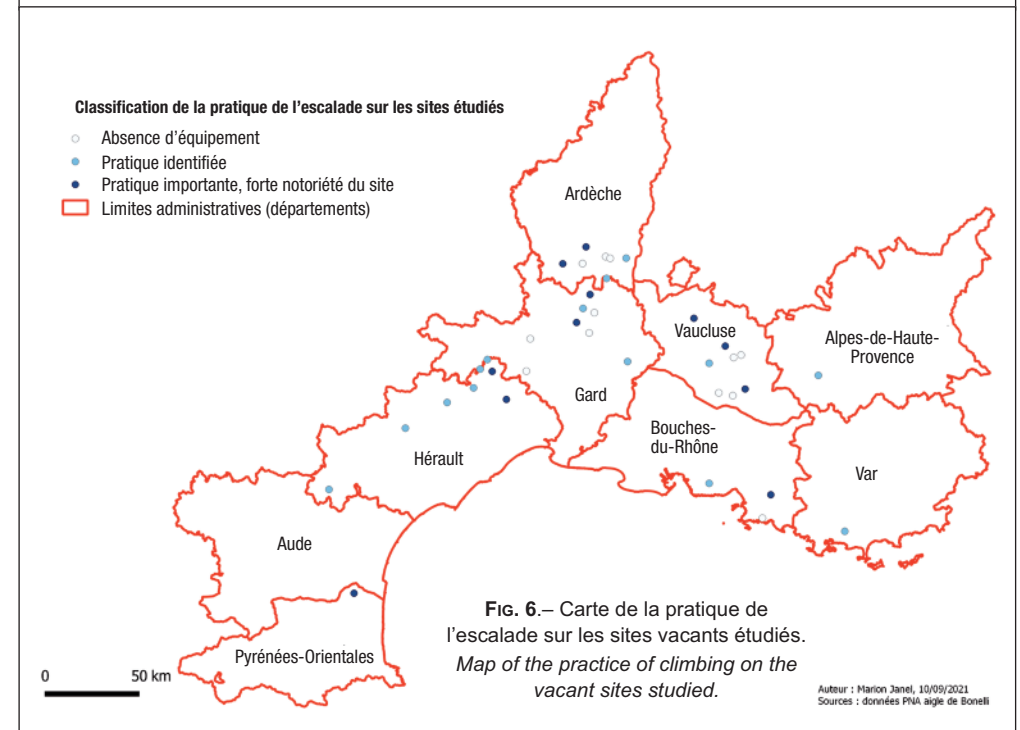 Classification de la pratique de l'escalade sur les sites étudiés
Absence d'équipement
Pratique identifiée
Pratique importante, forte notoriété du site
Limites administratives (départements)
Ardèche
Vaucluse
Alpes-de-Haute-
Provence
Gard
Bouches-
du-Rhône
Hérault
Var
Aude
Pyrénées-Orientales
0 50 km
FIG. 6.– Carte de la pratique de
l'escalade sur les sites vacants étudiés.
Map of the practice of climbing on the
vacant sites studied.
Auteur : Marion Janel, 10/09/2021
Sources : données PNA aigle de Bonelli